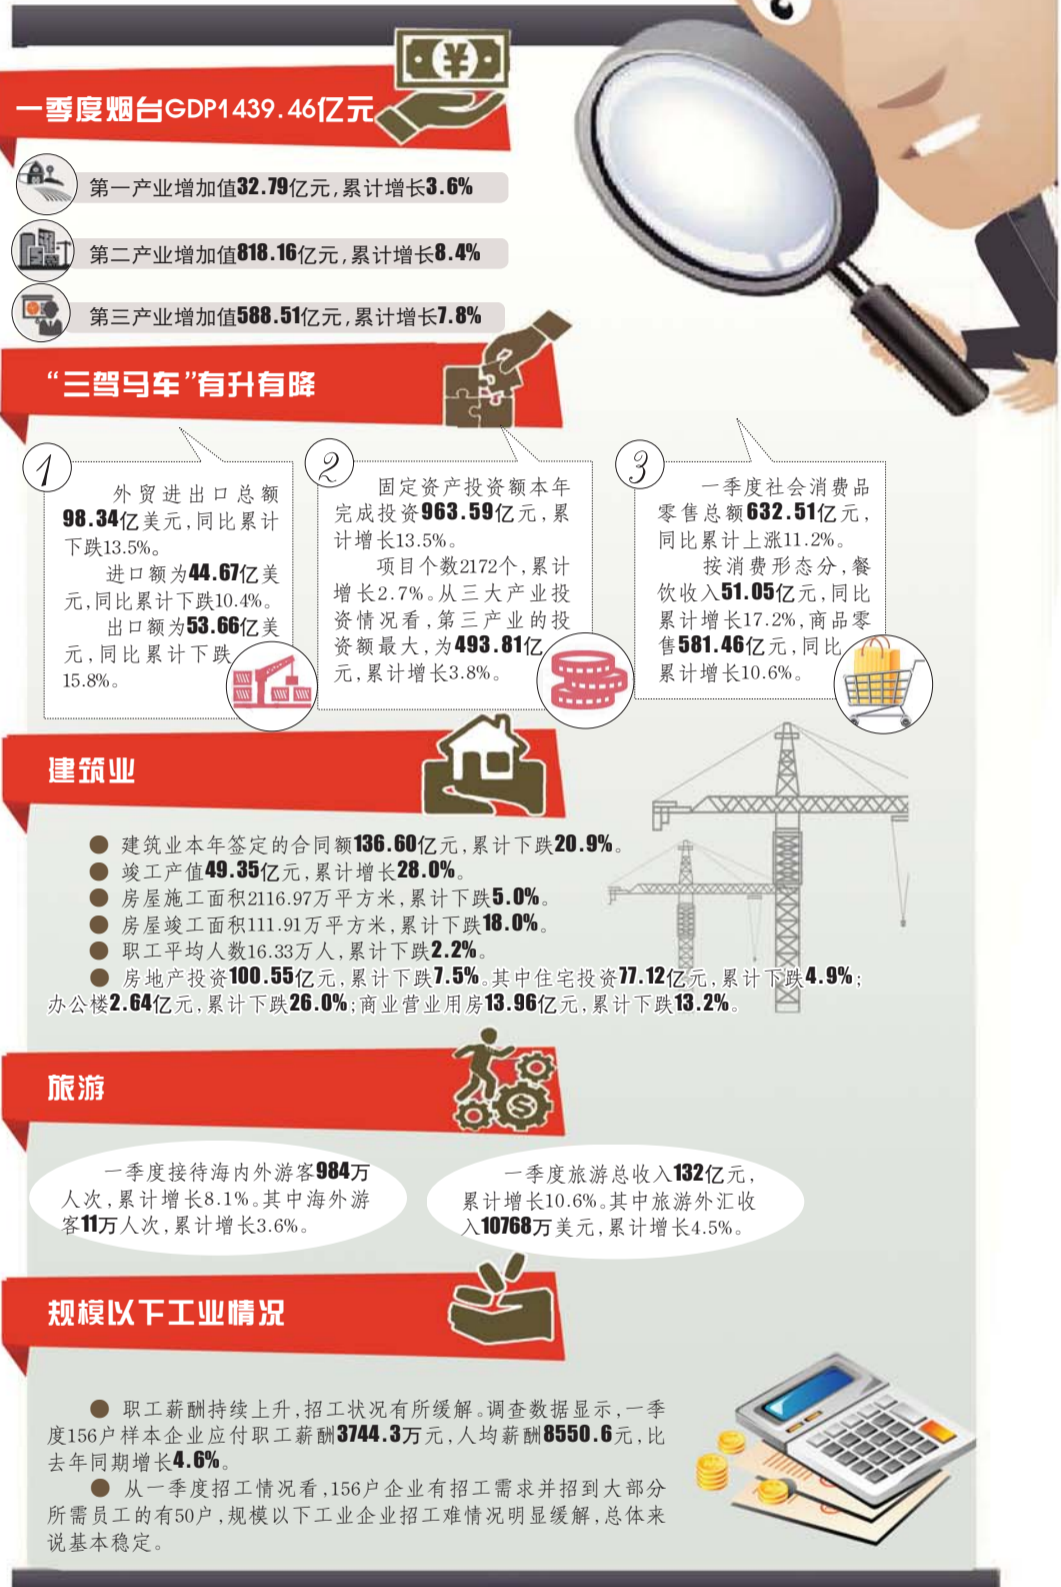 一季度烟台GDP1439.46亿元
第一产业增加值32.79亿元,累计增长3.6%
第二产业增加值818.16亿元,累计增长8.4%
第三产业增加值588.51亿元,累计增长7.8%
“三驾马车”有升有降
1
外贸进出口总额
98.34亿美元,同比累计
下跌13.5%。
进口额为44.67亿美
元,同比累计下跌10.4%。
出口额为53.66亿美
元,同比累计下跌
15.8%。
2
固定资产投资额本年
完成投资963.59亿元,累
计增长13.5%。
项目个数2172个,累计
增长2.7%。从三大产业投
资情况看,第三产业的投
资额最大,为493.81亿
元,累计增长3.8%。
3
一季度社会消费品
零售总额632.51亿元,
同比累计上涨11.2%。
按消费形态分,餐
饮收入51.05亿元,同比
累计增长17.2%,商品零
售581.46亿元,同比
累计增长10.6%。
建筑业
● 建筑业本年签定的合同额136.60亿元,累计下跌20.9%。
● 竣工产值49.35亿元,累计增长28.0%。
● 房屋施工面积2116.97万平方米,累计下跌5.0%。
● 房屋竣工面积111.91万平方米,累计下跌18.0%。
● 职工平均人数16.33万人,累计下跌2.2%。
● 房地产投资100.55亿元,累计下跌7.5%。其中住宅投资77.12亿元,累计下跌4.9%;
办公楼2.64亿元,累计下跌26.0%;商业营业用房13.96亿元,累计下跌13.2%。
旅游
一季度接待海内外游客984万
人次,累计增长8.1%。其中海外游
客11万人次,累计增长3.6%。
一季度旅游总收入132亿元,
累计增长10.6%。其中旅游外汇收
入10768万美元,累计增长4.5%。
规模以下工业情况
● 职工薪酬持续上升,招工状况有所缓解。调查数据显示,一季
度156户样本企业应付职工薪酬3744.3万元,人均薪酬8550.6元,比
去年同期增长4.6%。
● 从一季度招工情况看,156户企业有招工需求并招到大部分
所需员工的有50户,规模以下工业企业招工难情况明显缓解,总体来
说基本稳定。